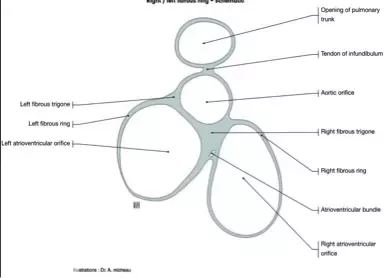 Right / left fibrous ring - Schematic
Opening of pulmonary
trunk
Tendon of infundibulum
Aortic orifice
Left fibrous trigone
Left fibrous ring
Right fibrous trigone
Left atrioventricular orifice
Right fibrous ring
Atrioventricular bundle
Right atrioventricular
orifice
Illustrations : Dr. A. micheau